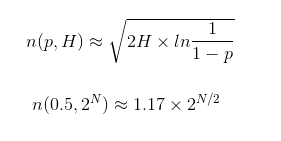 n(p, H) ≈ √(2H × ln 1/(1 − p))
n(0.5, 2^N) ≈ 1.17 × 2^{N/2}